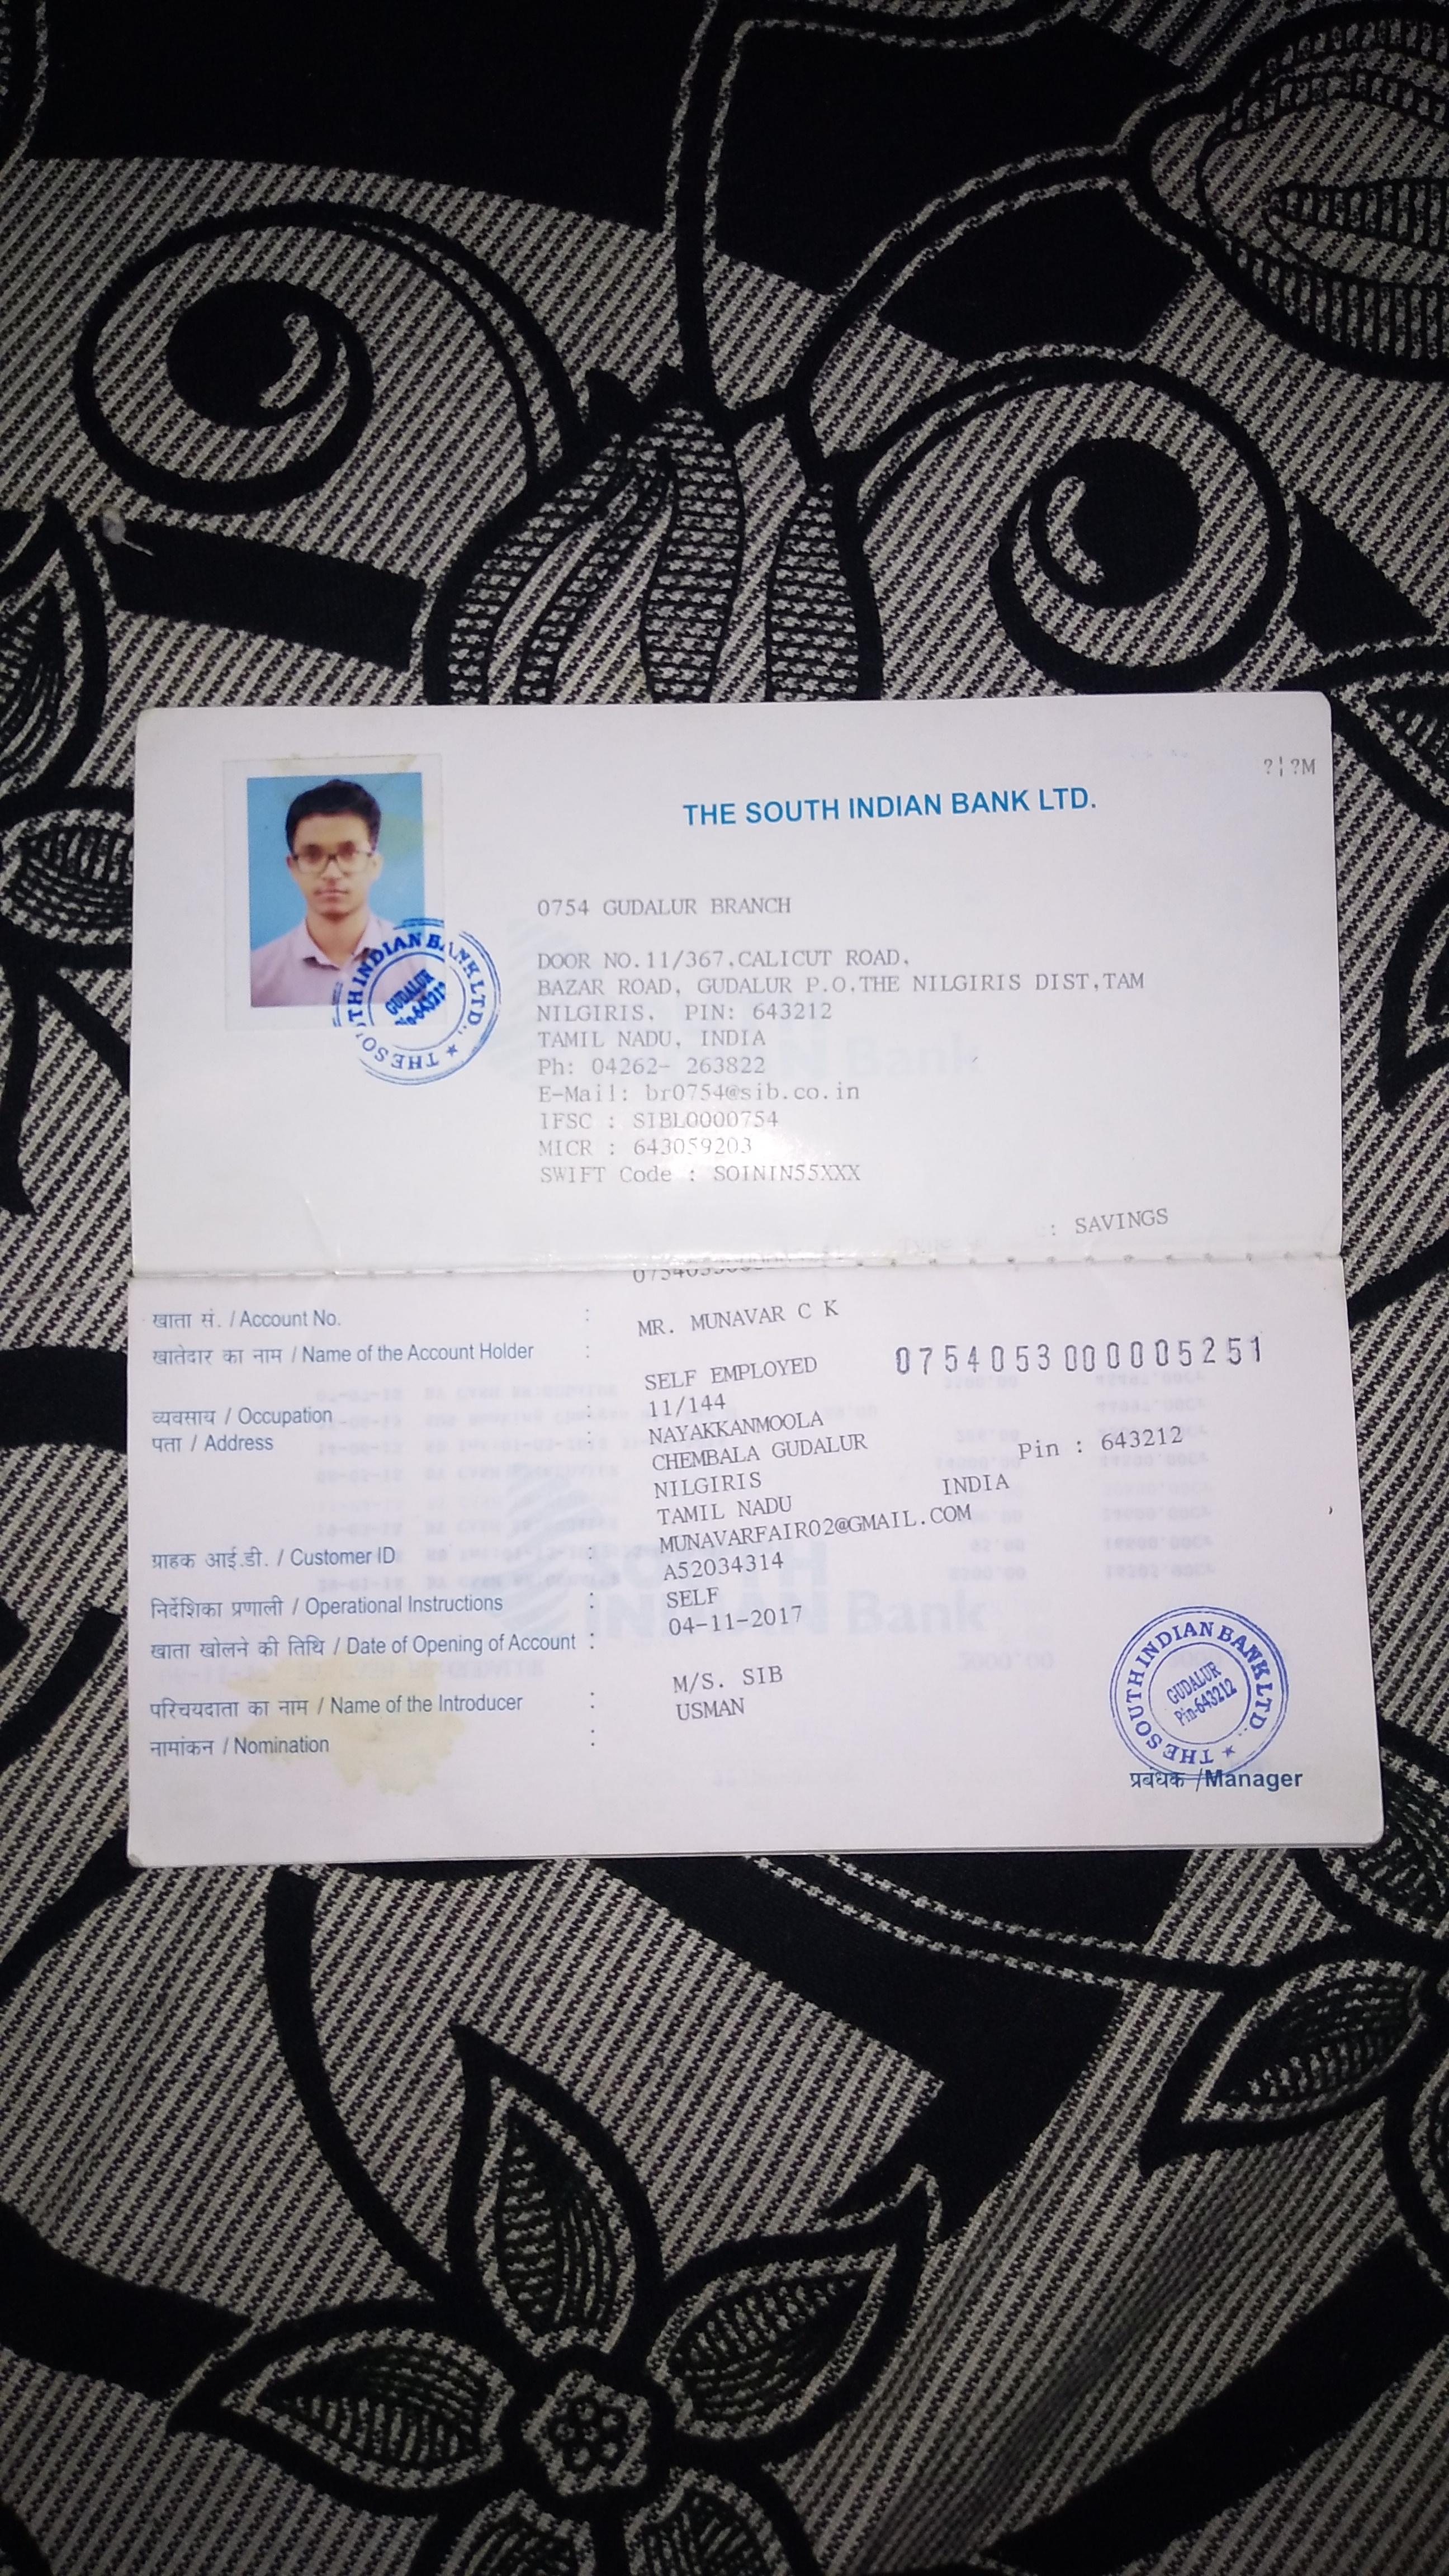 ?¦?M
THE SOUTH INDIAN BANK LTD.
0754 GUDALUR BRANCH
DOOR NO.11/367,CALICUT ROAD,
BAZAR ROAD, GUDALUR P.O,THE NILGIRIS DIST,TAM
NILGIRIS, PIN: 643212
TAMIL NADU, INDIA
Ph: 04262- 263822
E-Mail: br0754@sib.co.in
IFSC : SIBL0000754
MICR : 643059203
SWIFT Code : SOININ55XXX
THE SOUTH INDIAN BANK LTD.
GUDALUR
: SAVINGS
खाता सं. / Account No. :
खातेदार का नाम / Name of the Account Holder : MR. MUNAVAR C K
0754053000005251
व्यवसाय / Occupation : SELF EMPLOYED
पता / Address : 11/144
NAYAKKANMOOLA
CHEMBALA GUDALUR Pin : 643212
NILGIRIS
TAMIL NADU INDIA
MUNAVARFAIR02@GMAIL.COM
ग्राहक आई.डी. / Customer ID : A52034314
निर्देशिका प्रणाली / Operational Instructions : SELF
खाता खोलने की तिथि / Date of Opening of Account : 04-11-2017
परिचयदाता का नाम / Name of the Introducer : M/S. SIB
नामांकन / Nomination : USMAN
THE SOUTH INDIAN BANK LTD.
GUDALUR
Pin-643212
प्रबंधक /Manager